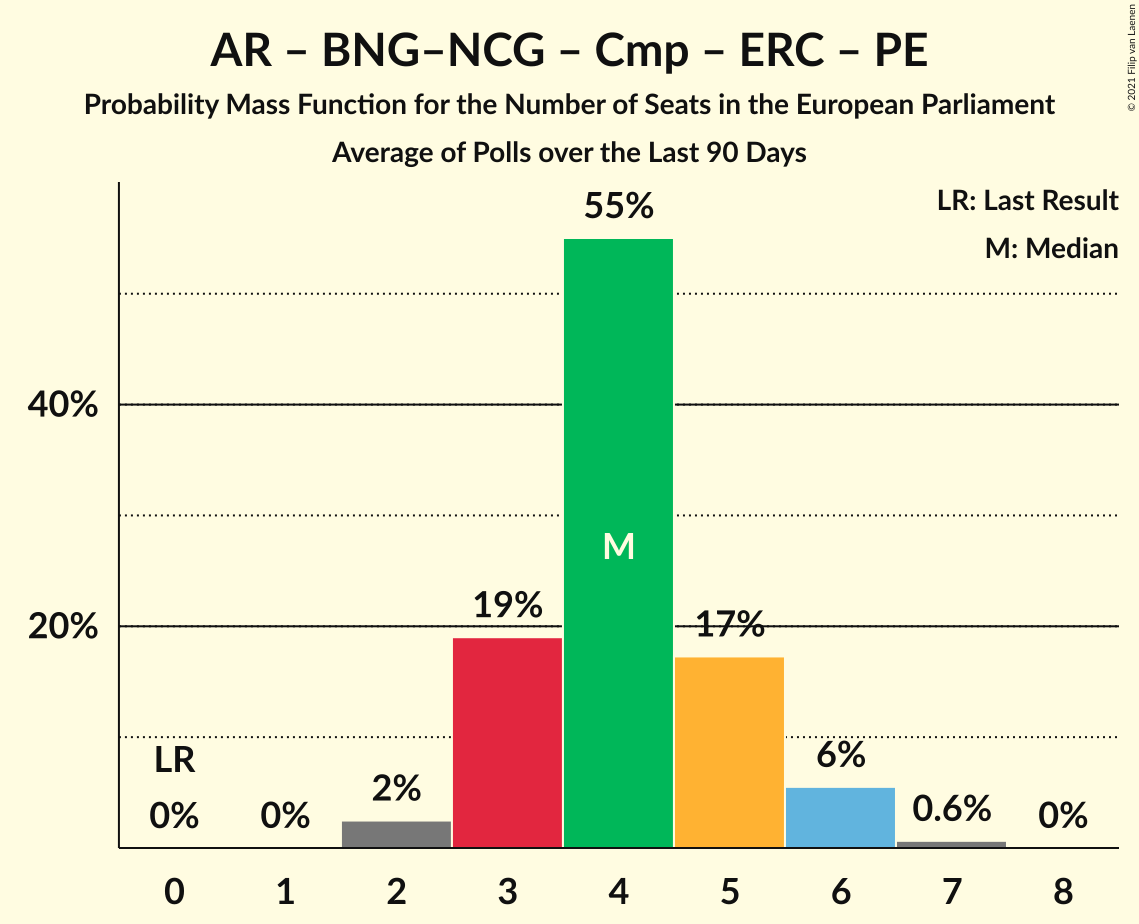 AR – BNG–NCG – Cmp – ERC – PE
Probability Mass Function for the Number of Seats in the European Parliament
Average of Polls over the Last 90 Days
© 2021 Filip van Laenen
LR: Last Result
M: Median
40%
20%
LR
0%
0%
2%
19%
55%
M
17%
6%
0.6%
0%
0 1 2 3 4 5 6 7 8